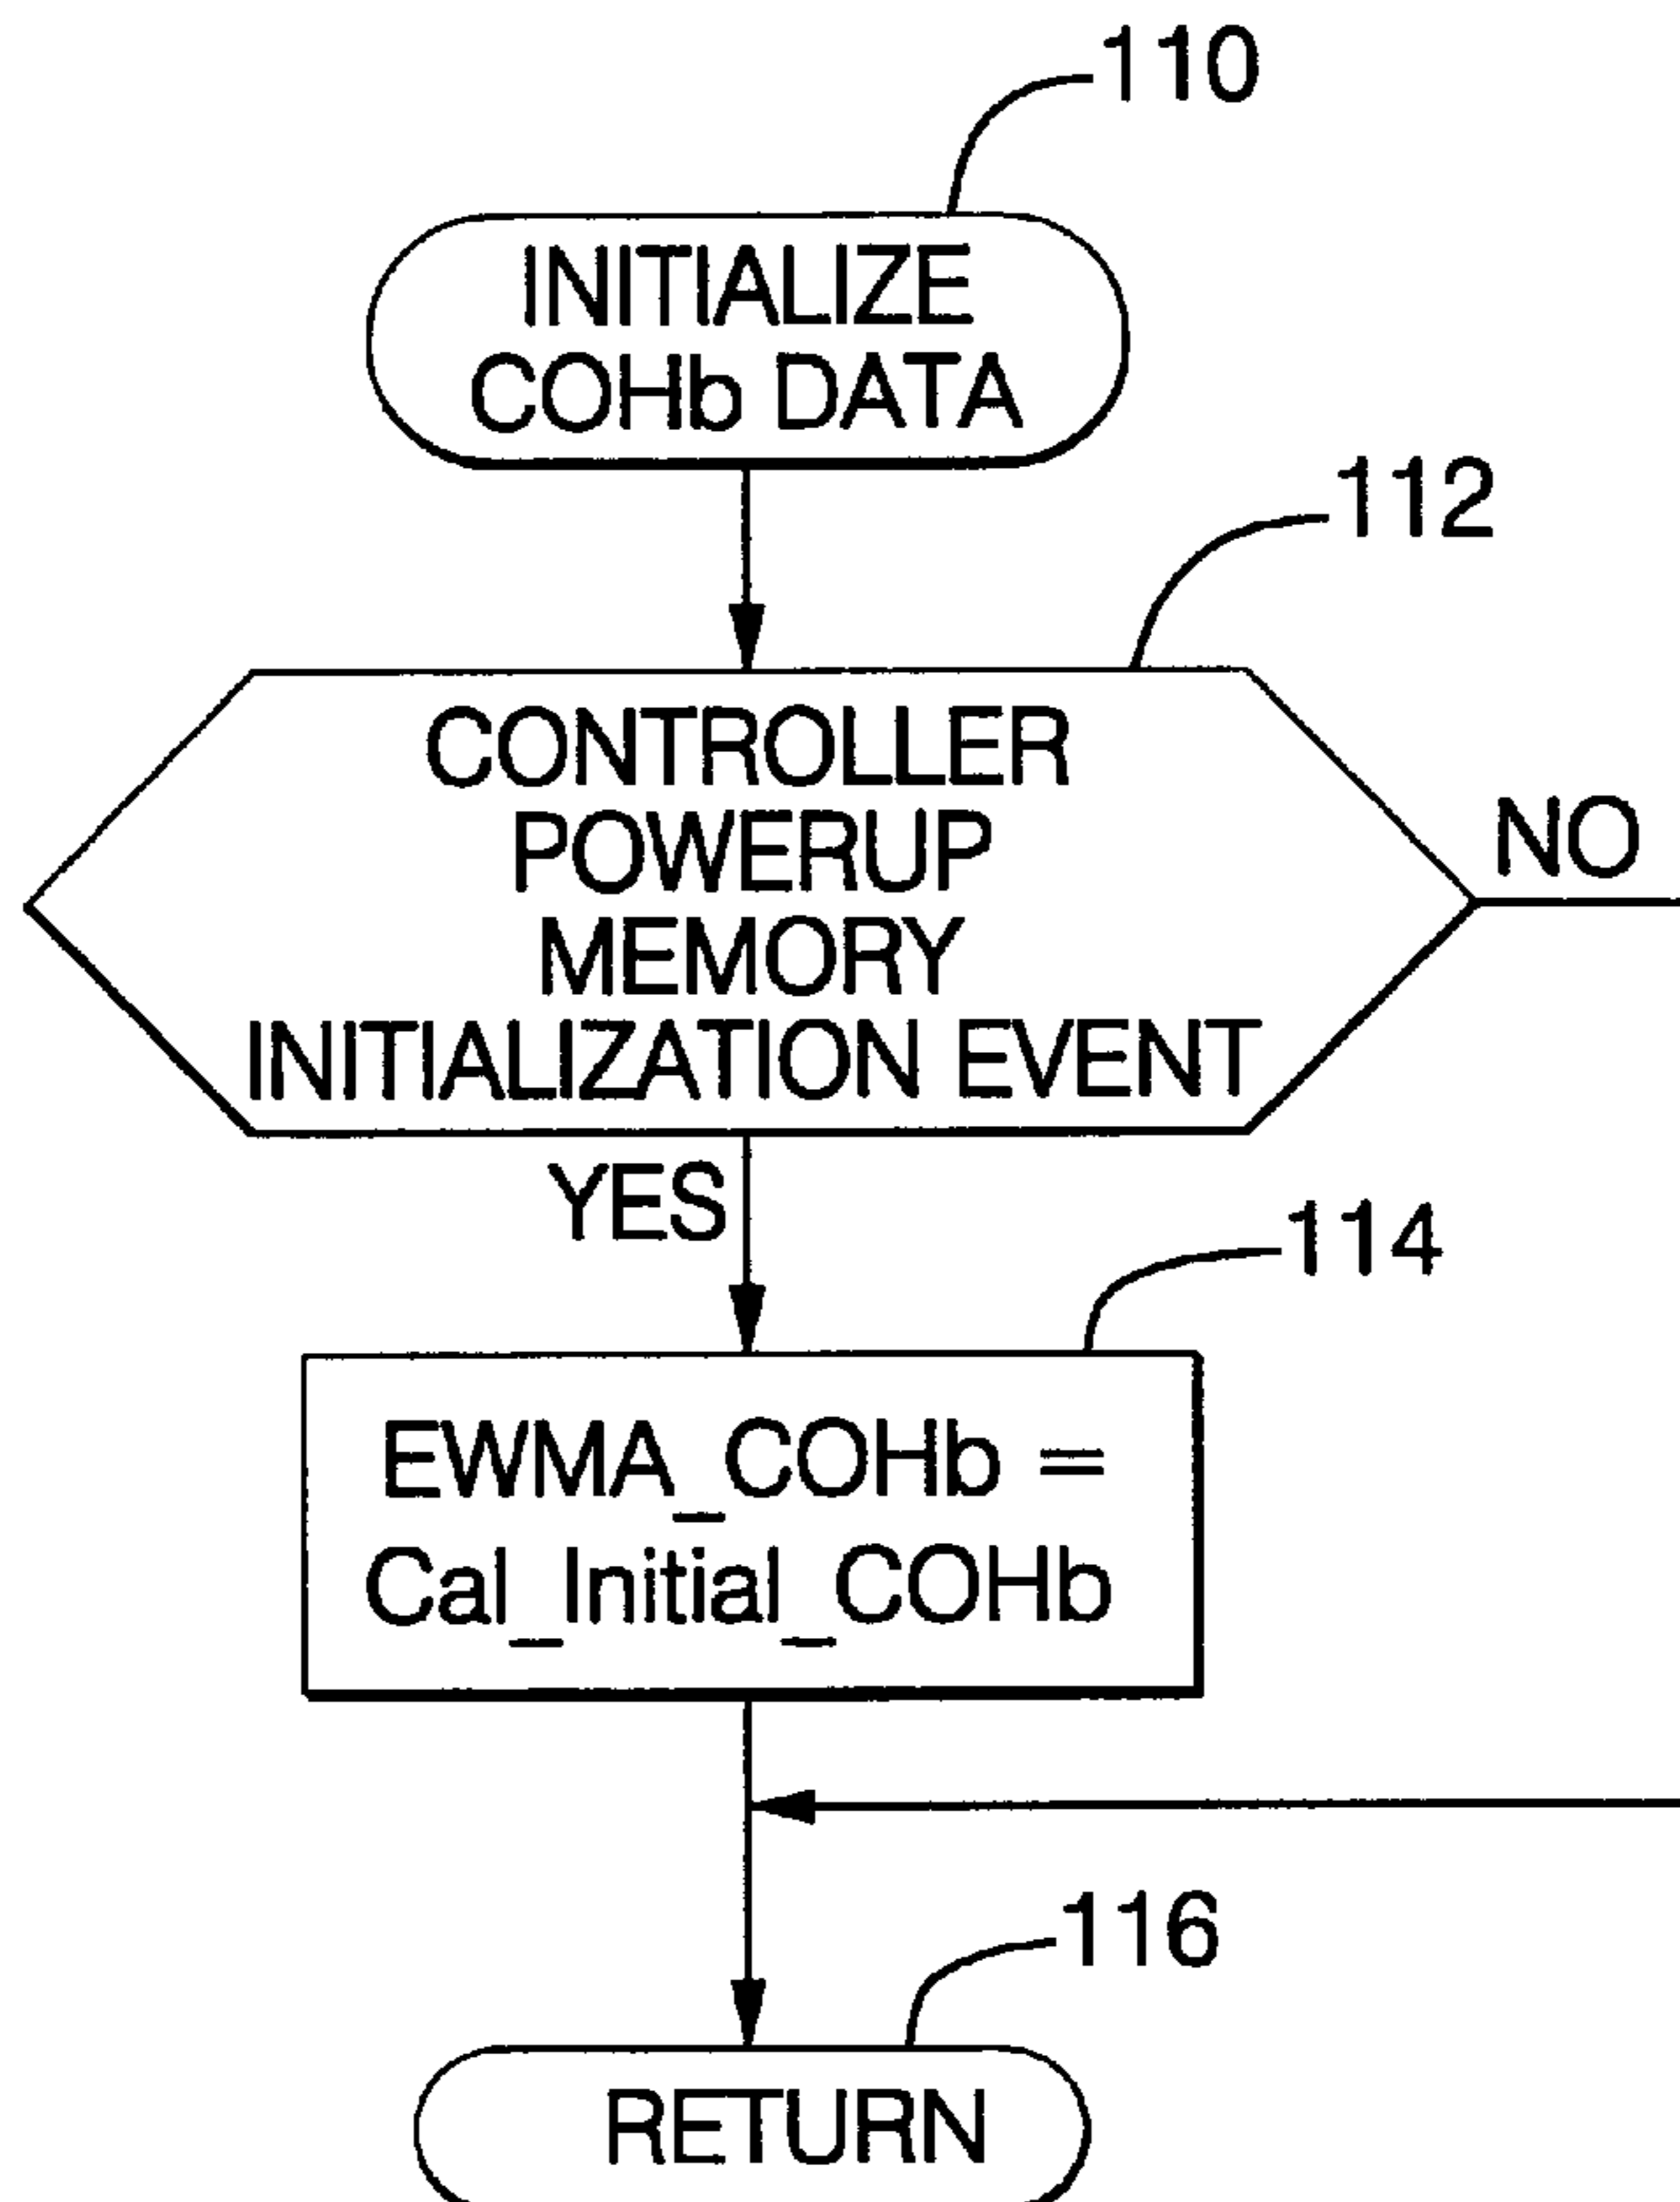 110
INITIALIZE
COHb DATA
112
CONTROLLER
POWERUP
MEMORY
INITIALIZATION EVENT
NO
YES
114
EWMA_COHb =
Cal_Initial_COHb
116
RETURN